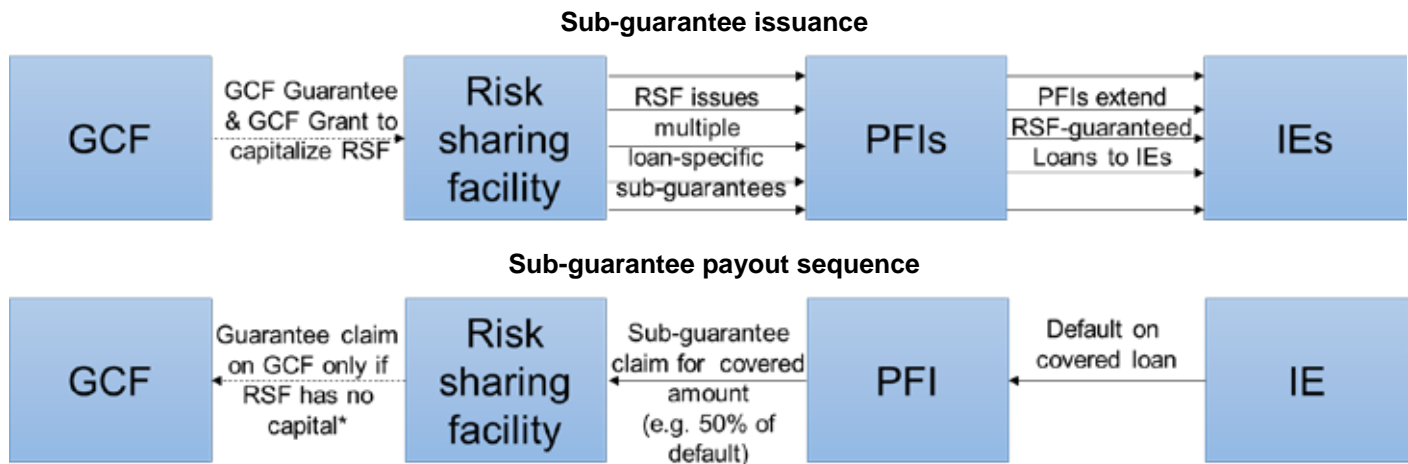 Sub-guarantee issuance
GCF
GCF Guarantee
& GCF Grant to
capitalize RSF
Risk
sharing
facility
RSF issues
multiple
loan-specific
sub-guarantees
PFIs
PFIs extend
RSF-guaranteed
Loans to IEs
IEs
Sub-guarantee payout sequence
GCF
Guarantee claim
on GCF only if
RSF has no
capital*
Risk
sharing
facility
Sub-guarantee
claim for covered
amount
(e.g. 50% of
default)
PFI
Default on
covered loan
IE